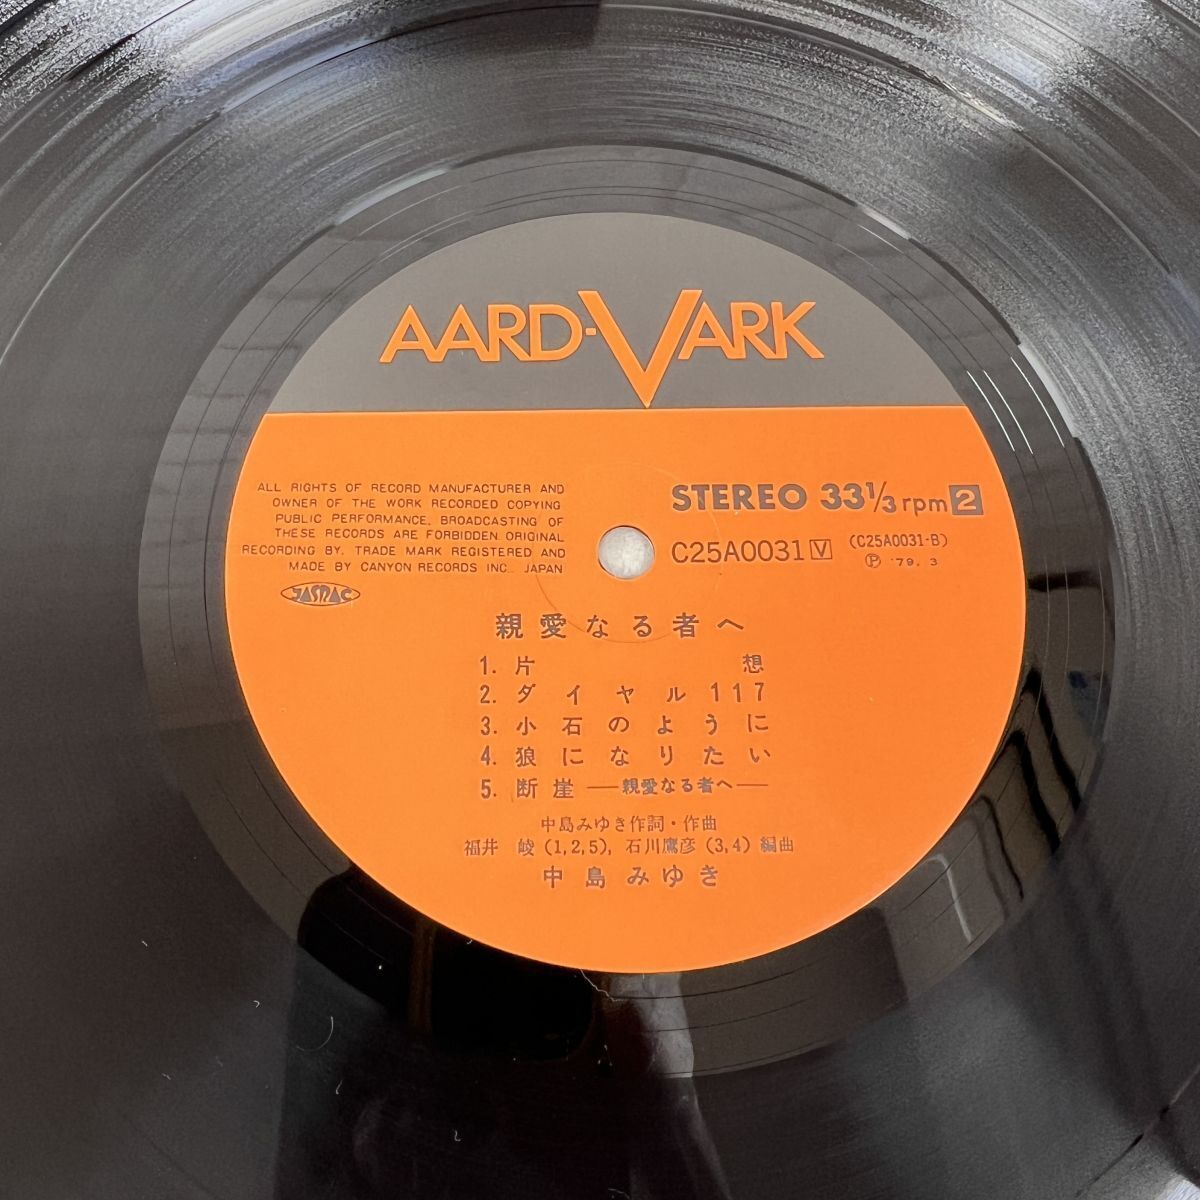 AARD-VARK
ALL RIGHTS OF RECORD MANUFACTURER AND
OWNER OF THE WORK RECORDED COPYING
PUBLIC PERFORMANCE, BROADCASTING OF
THESE RECORDS ARE FORBIDDEN ORIGINAL
RECORDING BY. TRADE MARK REGISTERED AND
MADE BY CANYON RECORDS INC., JAPAN
JASRAC
STEREO 33⅓ rpm 2
C25A0031 V (C25A0031-B)
Ⓟ '79. 3
親愛なる者へ
1. 片想
2. ダイヤル117
3. 小石のように
4. 狼になりたい
5. 断崖 ―親愛なる者へ―
中島みゆき作詞・作曲
福井 峻 (1,2,5), 石川鷹彦 (3,4) 編曲
中島みゆき